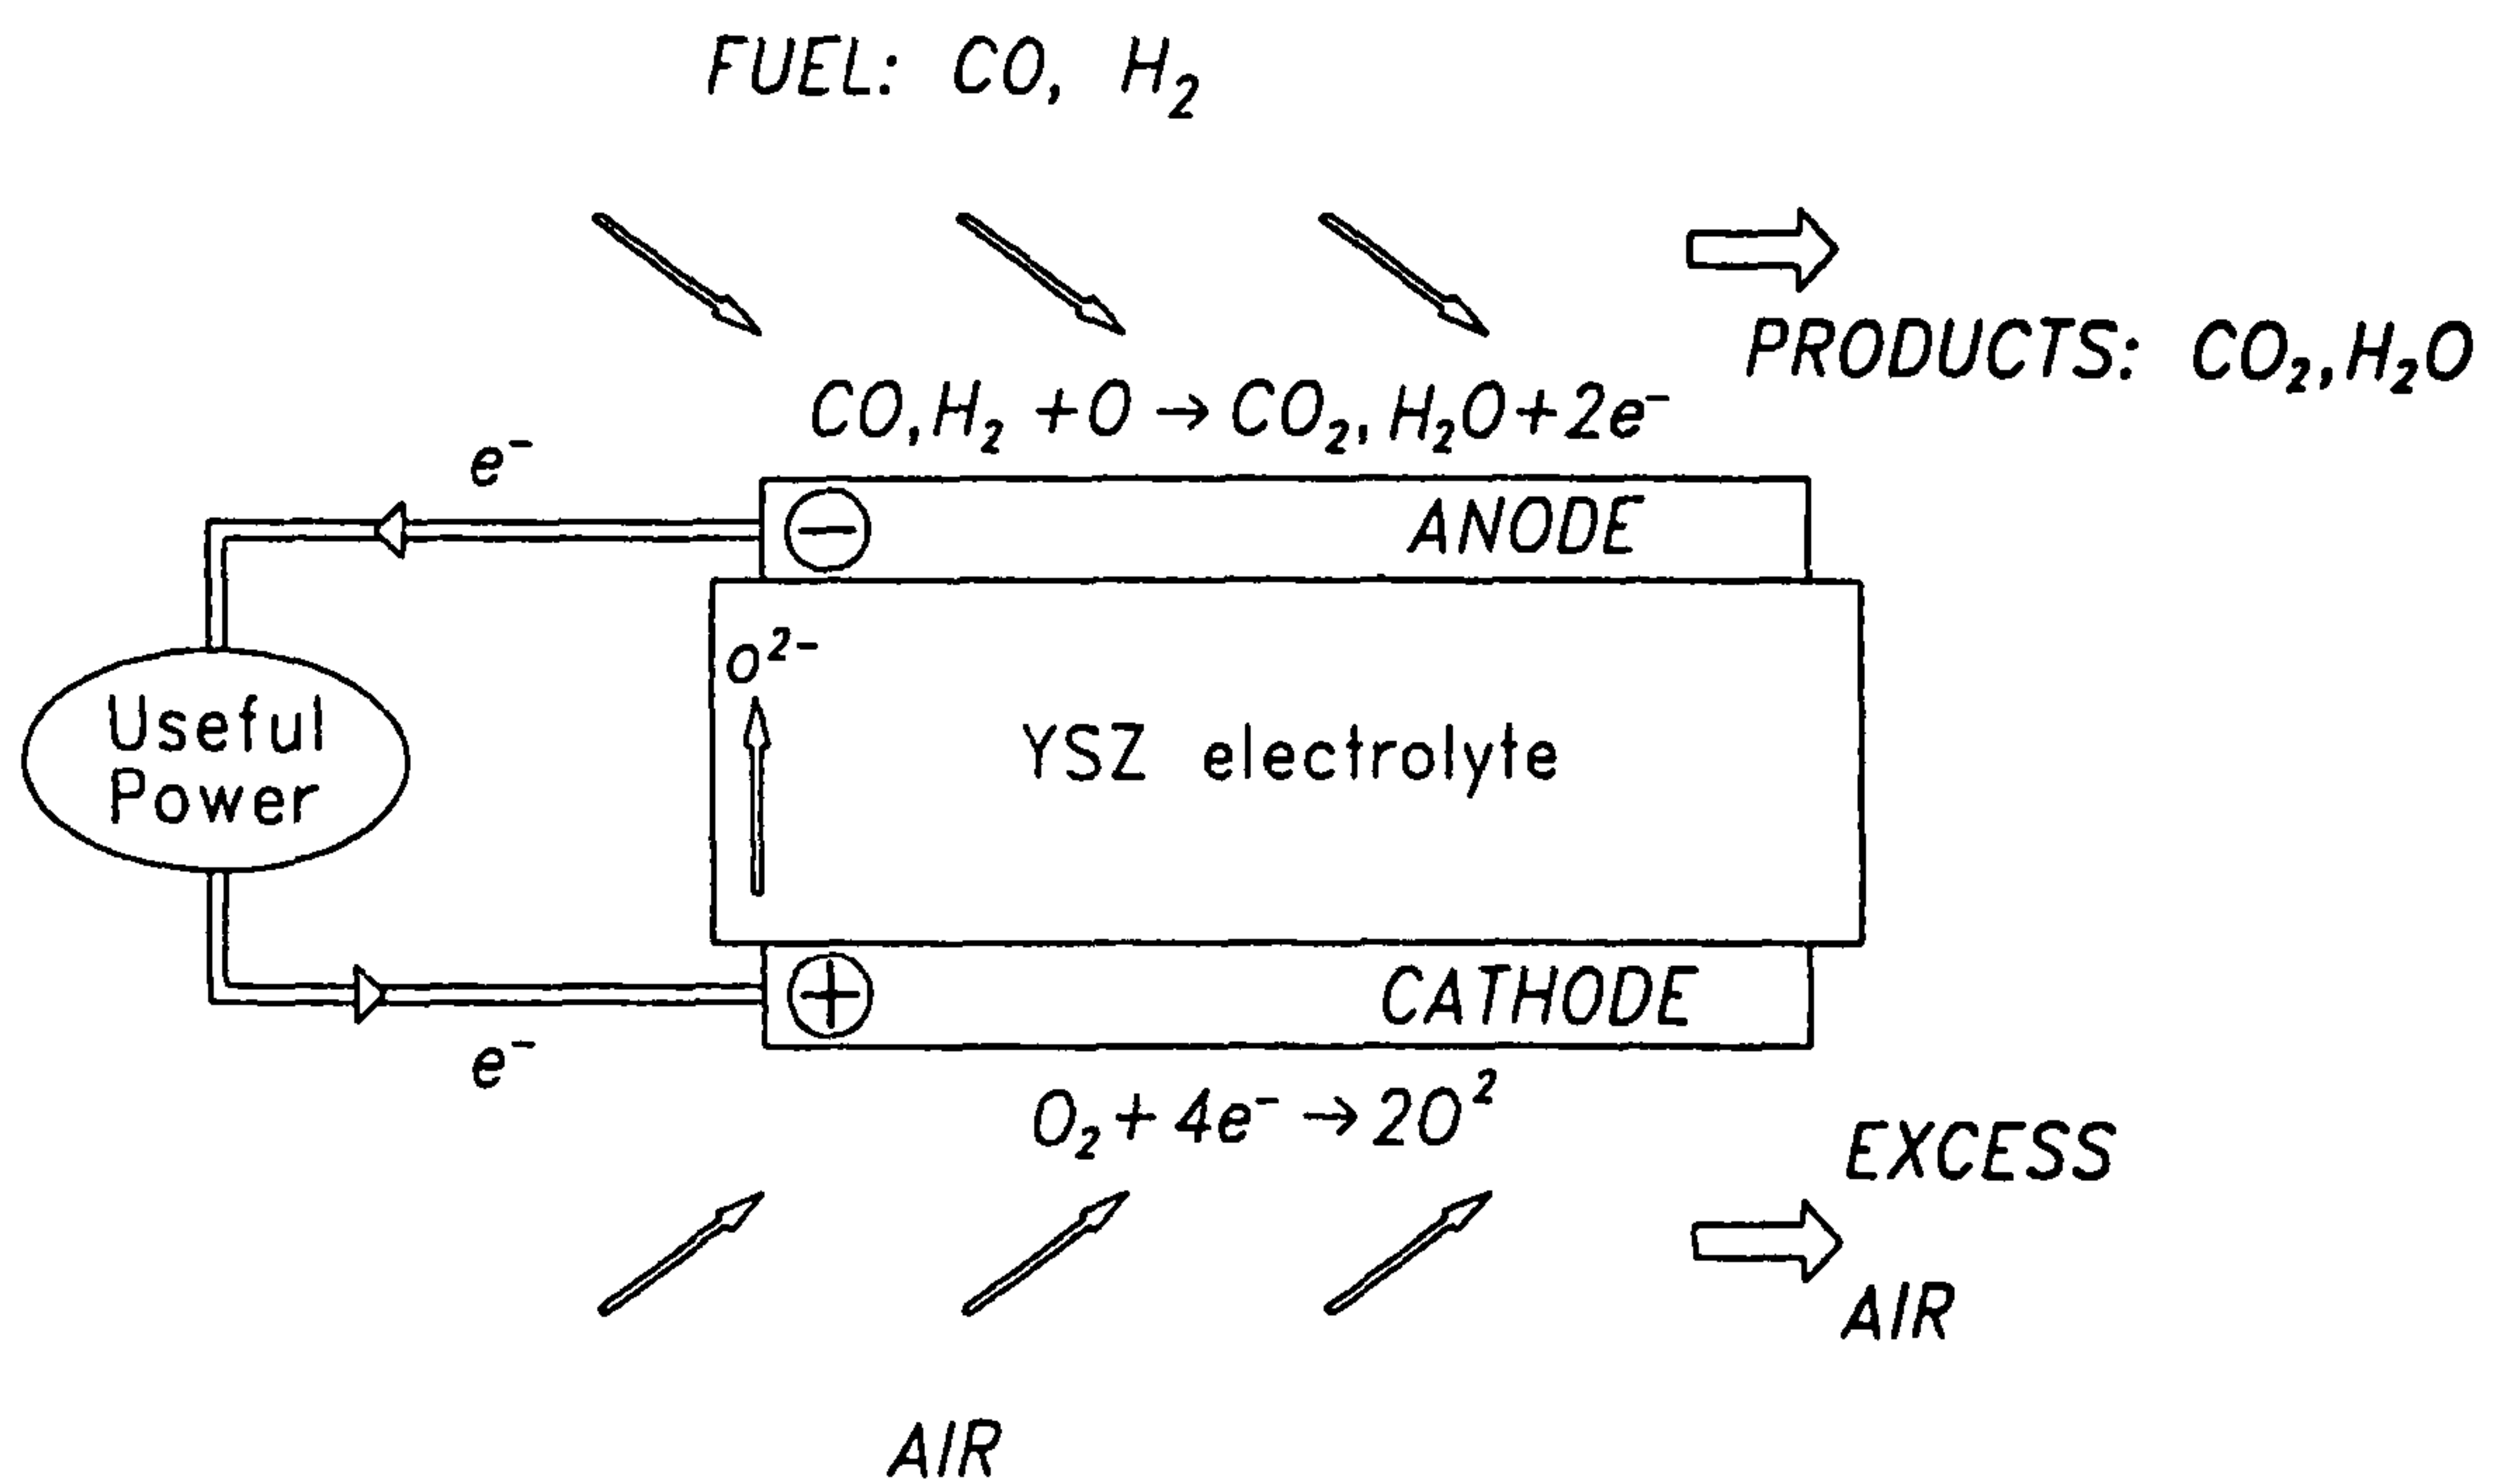 FUEL: CO, H₂
PRODUCTS: CO₂,H₂O
CO,H₂ +O → CO₂,H₂O+2e⁻
e⁻
⊖ ANODE
O²⁻
Useful
Power
YSZ electrolyte
⊕ CATHODE
e⁻
O₂+ 4e⁻ → 2O²
EXCESS
AIR
AIR